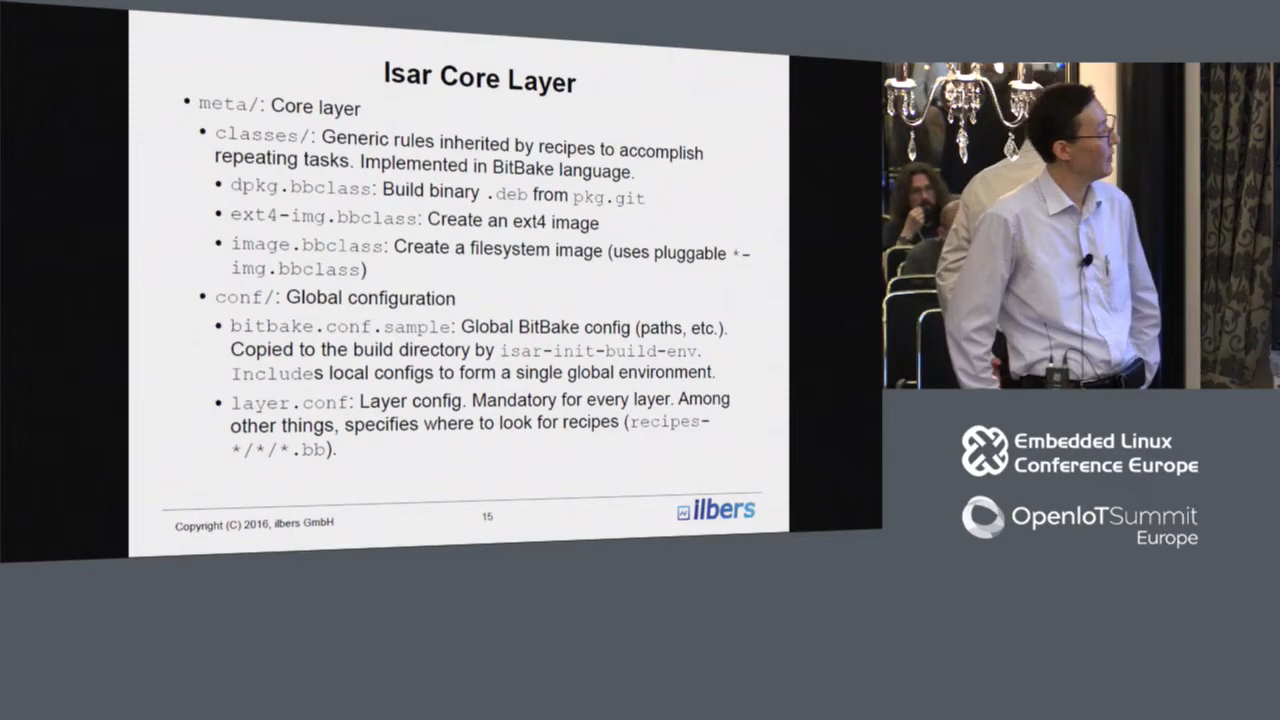 Isar Core Layer
• meta/: Core layer
• classes/: Generic rules inherited by recipes to accomplish
repeating tasks. Implemented in BitBake language.
• dpkg.bbclass: Build binary .deb from pkg.git
• ext4-img.bbclass: Create an ext4 image
• image.bbclass: Create a filesystem image (uses pluggable *-
img.bbclass)
• conf/: Global configuration
• bitbake.conf.sample: Global BitBake config (paths, etc.).
Copied to the build directory by isar-init-build-env.
Includes local configs to form a single global environment.
• layer.conf: Layer config. Mandatory for every layer. Among
other things, specifies where to look for recipes (recipes-
*/*/*.bb).
Copyright (C) 2016, ilbers GmbH
15
ilbers
Embedded Linux
Conference Europe
OpenIoTSummit
Europe